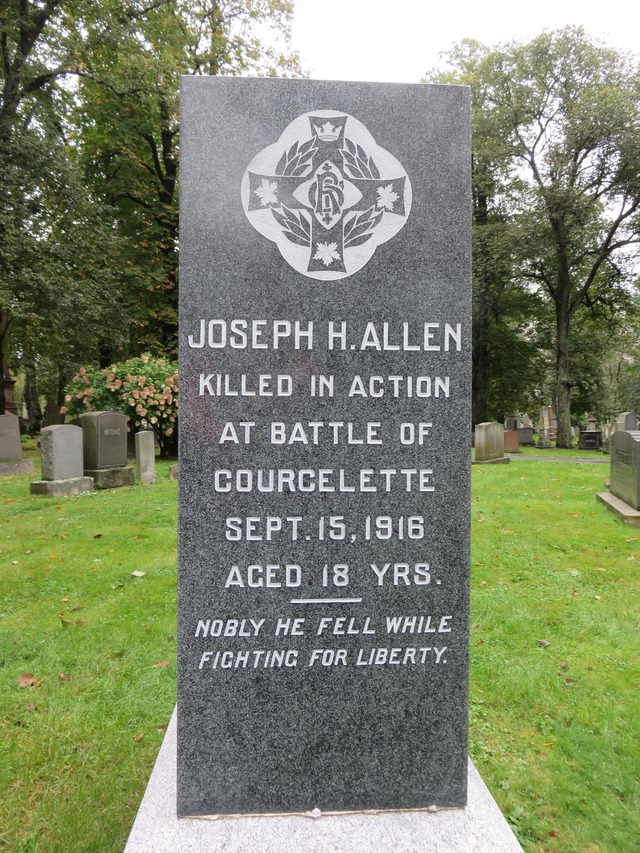 JOSEPH H. ALLEN
KILLED IN ACTION
AT BATTLE OF
COURCELETTE
SEPT. 15, 1916
AGED 18 YRS.
NOBLY HE FELL WHILE
FIGHTING FOR LIBERTY.